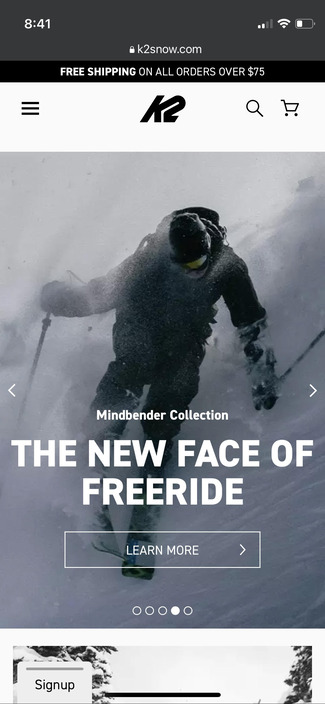 8:41
k2snow.com
FREE SHIPPING ON ALL ORDERS OVER $75
K2
Mindbender Collection
THE NEW FACE OF
FREERIDE
LEARN MORE
Signup